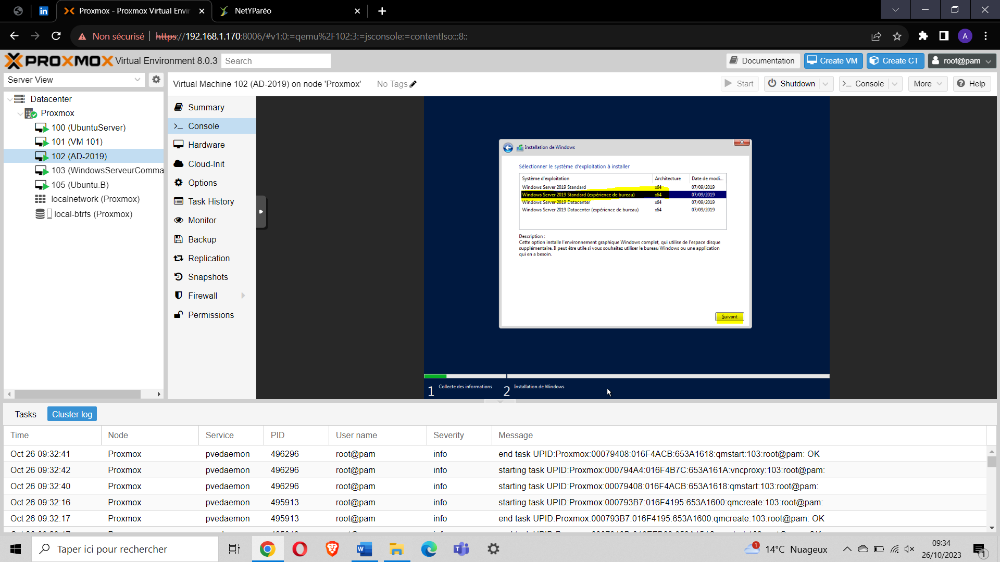 Proxmox - Proxmox Virtual Envir
NetYParéo
Non sécurisé
https://192.168.1.170:8006/#v1:0:=qemu%2F102:3:=jsconsole:=contentIso:::8::
A
PROXMOX Virtual Environment 8.0.3
Search
Documentation
Create VM
Create CT
root@pam
Server View
Virtual Machine 102 (AD-2019) on node 'Proxmox'
No Tags
Start
Shutdown
Console
More
Help
Datacenter
Proxmox
100 (UbuntuServer)
101 (VM 101)
102 (AD-2019)
103 (WindowsServeurComma
105 (Ubuntu.B)
localnetwork (Proxmox)
local-btrfs (Proxmox)
Summary
Console
Hardware
Cloud-Init
Options
Task History
Monitor
Backup
Replication
Snapshots
Firewall
Permissions
Installation de Windows
Sélectionner le système d'exploitation à installer
Système d'exploitation Architecture Date de modi...
Windows Server 2019 Standard x64 07/09/2019
Windows Server 2019 Standard (expérience de bureau) x64 07/09/2019
Windows Server 2019 Datacenter x64 07/09/2019
Windows Server 2019 Datacenter (expérience de bureau) x64 07/09/2019
Description :
Cette option installe l'environnement graphique Windows complet, qui utilise de l'espace disque
supplémentaire. Il peut être utile si vous souhaitez utiliser le bureau Windows ou une application
qui en a besoin.
Suivant
1 Collecte des informations 2 Installation de Windows
Tasks
Cluster log
Time Node Service PID User name Severity Message
Oct 26 09:32:41 Proxmox pvedaemon 496296 root@pam info end task UPID:Proxmox:00079408:016F4ACB:653A1618:qmstart:103:root@pam: OK
Oct 26 09:32:42 Proxmox pvedaemon 496296 root@pam info starting task UPID:Proxmox:000794A4:016F4B7C:653A161A:vncproxy:103:root@pam:
Oct 26 09:32:40 Proxmox pvedaemon 496296 root@pam info starting task UPID:Proxmox:00079408:016F4ACB:653A1618:qmstart:103:root@pam:
Oct 26 09:32:16 Proxmox pvedaemon 495913 root@pam info starting task UPID:Proxmox:000793B7:016F4195:653A1600:qmcreate:103:root@pam:
Oct 26 09:32:17 Proxmox pvedaemon 495913 root@pam info end task UPID:Proxmox:000793B7:016F4195:653A1600:qmcreate:103:root@pam: OK
Taper ici pour rechercher
1
14°C Nuageux
09:34
26/10/2023
1